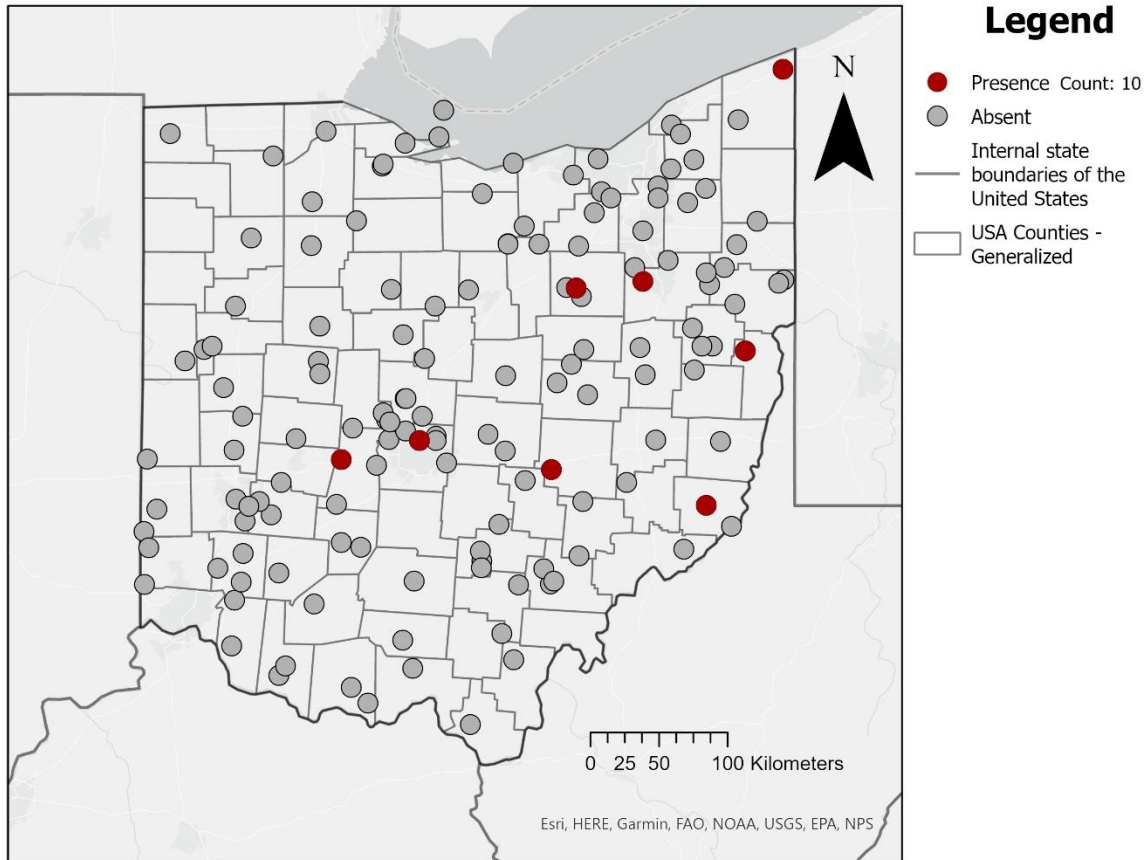 Legend
N
Presence Count: 10
Absent
Internal state
boundaries of the
United States
USA Counties -
Generalized
0 25 50 100 Kilometers
Esri, HERE, Garmin, FAO, NOAA, USGS, EPA, NPS